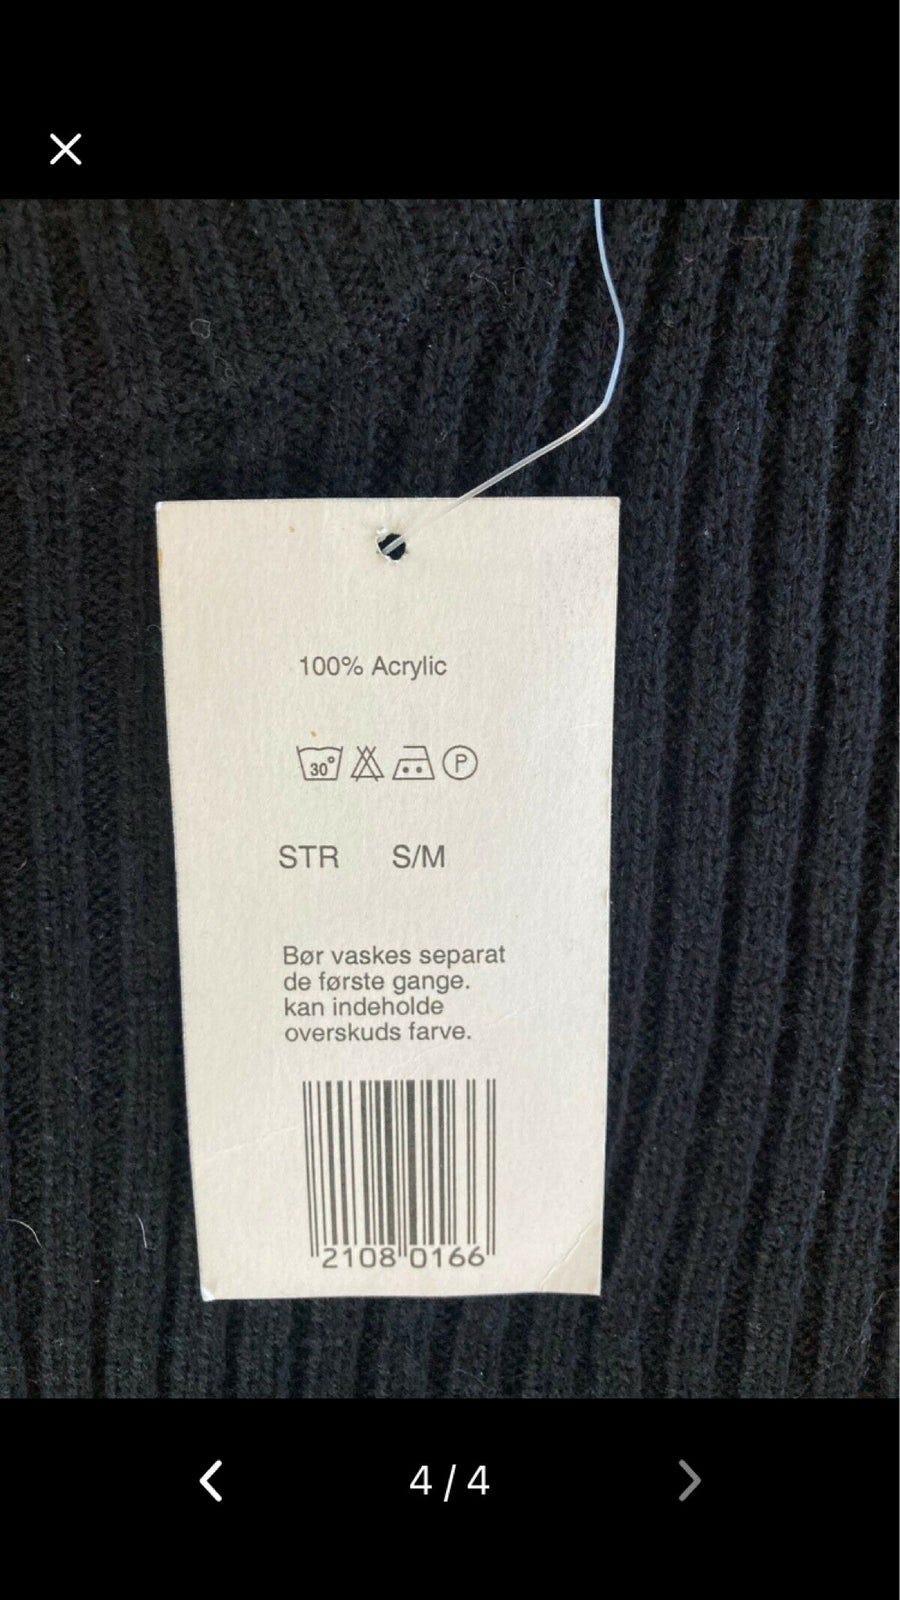 100% Acrylic
30°
P
STR S/M
Bør vaskes separat
de første gange.
kan indeholde
overskuds farve.
2108 0166
4 / 4